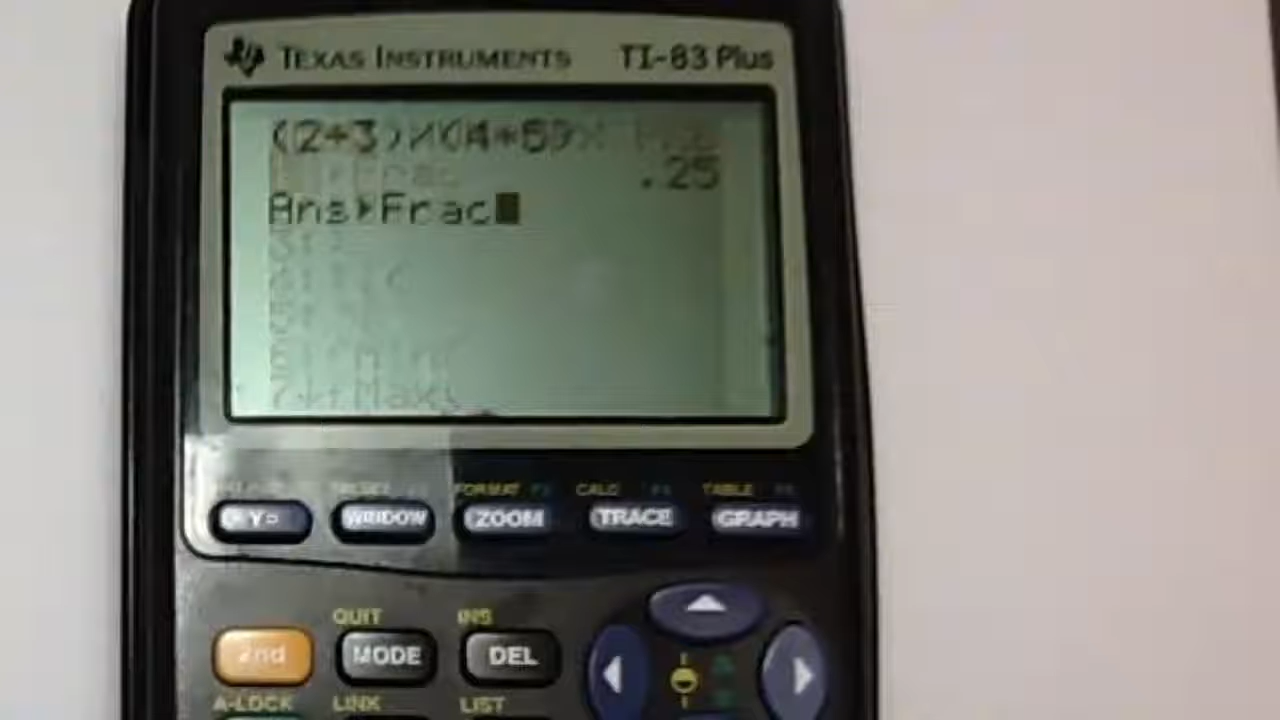 TEXAS INSTRUMENTS TI-83 Plus
(2+3)/(4*5)
.25
Ans▸Frac
FORMAT CALC TABLE
Y= WINDOW ZOOM TRACE GRAPH
QUIT INS
2nd MODE DEL
A-LOCK LINK LIST